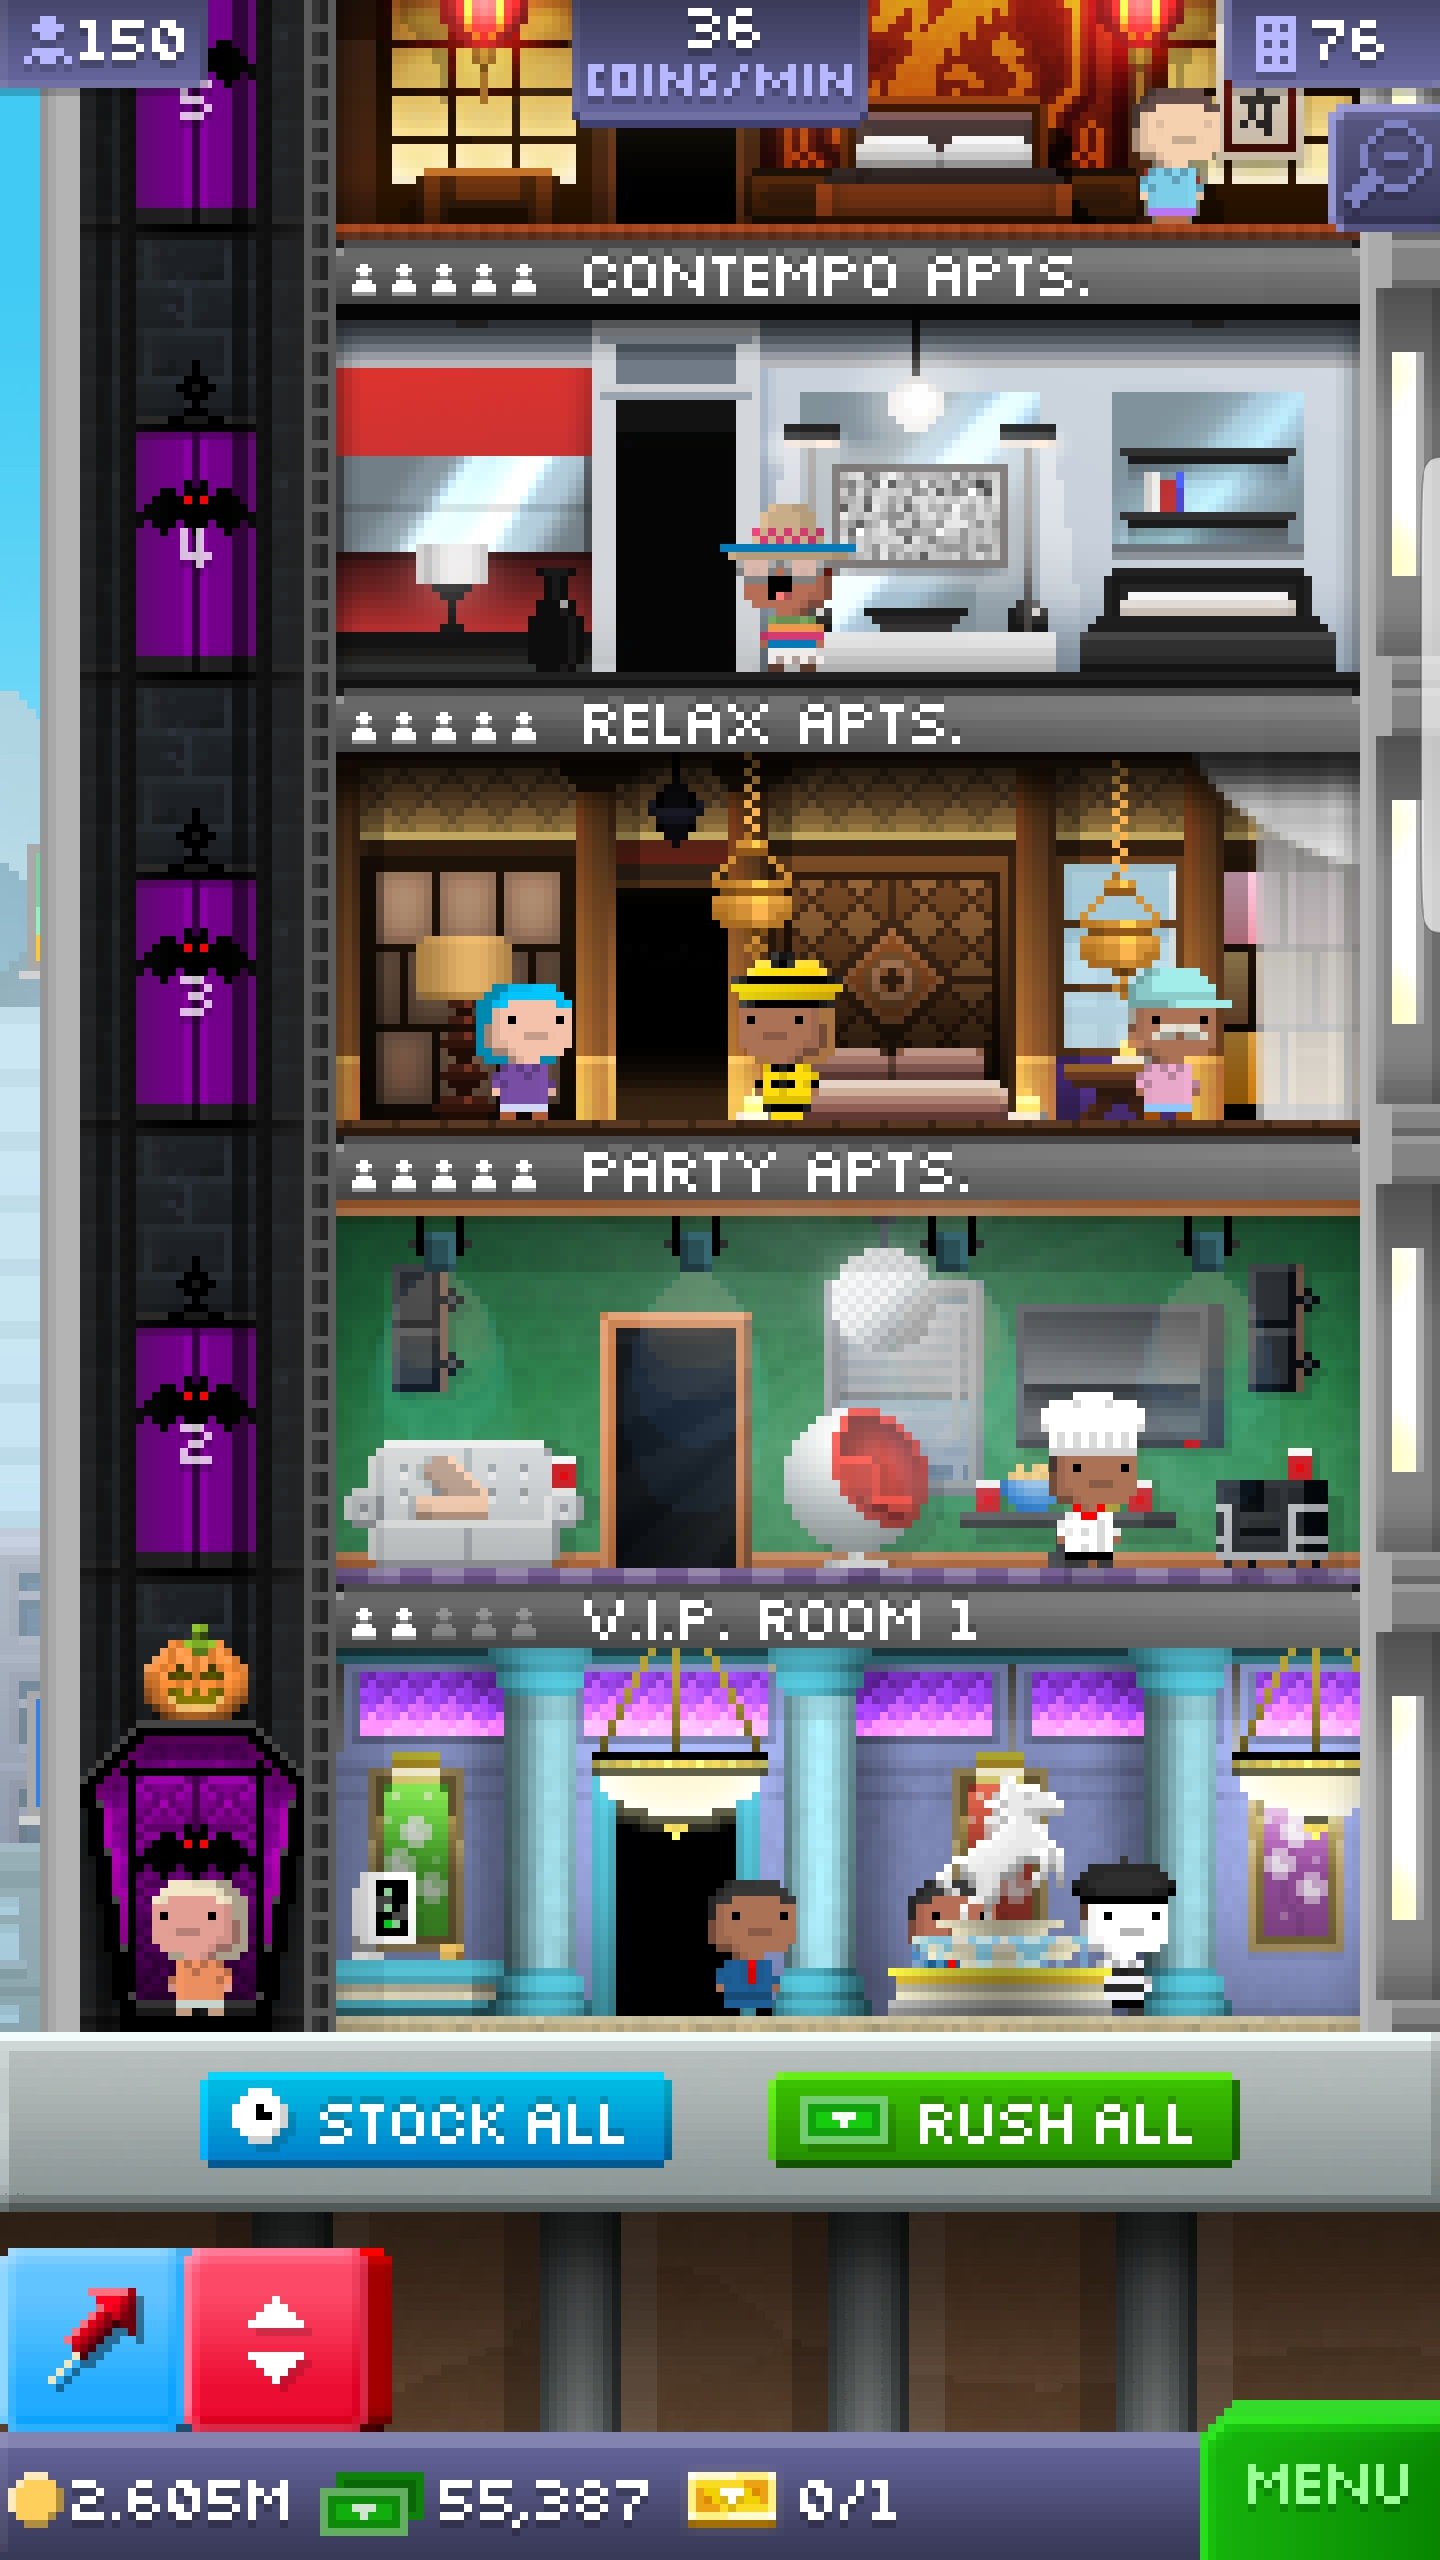 150
36
COINS/MIN
76
5
CONTEMPO APTS.
4
RELAX APTS.
3
PARTY APTS.
2
V.I.P. ROOM 1
STOCK ALL
RUSH ALL
2.605M
55,387
0/1
MENU